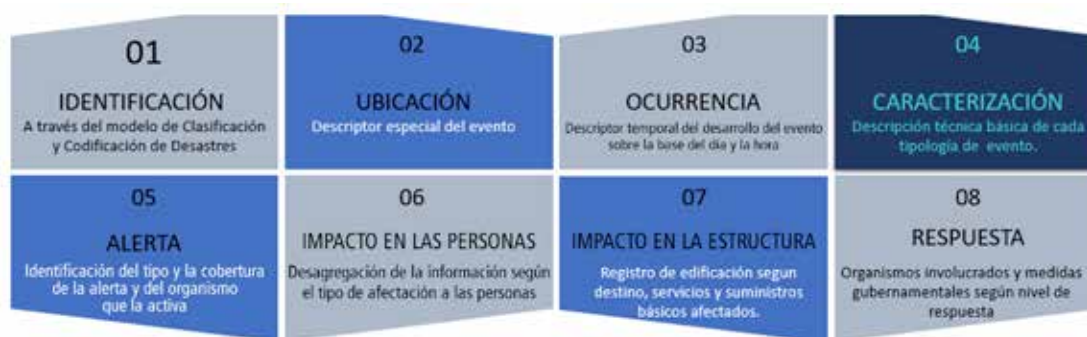 01
IDENTIFICACIÓN
A través del modelo de Clasificación
y Codificación de Desastres
02
UBICACIÓN
Descriptor especial del evento
03
OCURRENCIA
Descriptor temporal del desarrollo del evento
sobre la base del día y la hora
04
CARACTERIZACIÓN
Descripción técnica básica de cada
tipología de evento.
05
ALERTA
Identificación del tipo y la cobertura
de la alerta y del organismo
que la activa
06
IMPACTO EN LAS PERSONAS
Desagregación de la información según
el tipo de afectación a las personas
07
IMPACTO EN LA ESTRUCTURA
Registro de edificación segun
destino, servicios y suministros
básicos afectados.
08
RESPUESTA
Organismos involucrados y medidas
gubernamentales según nivel de
respuesta